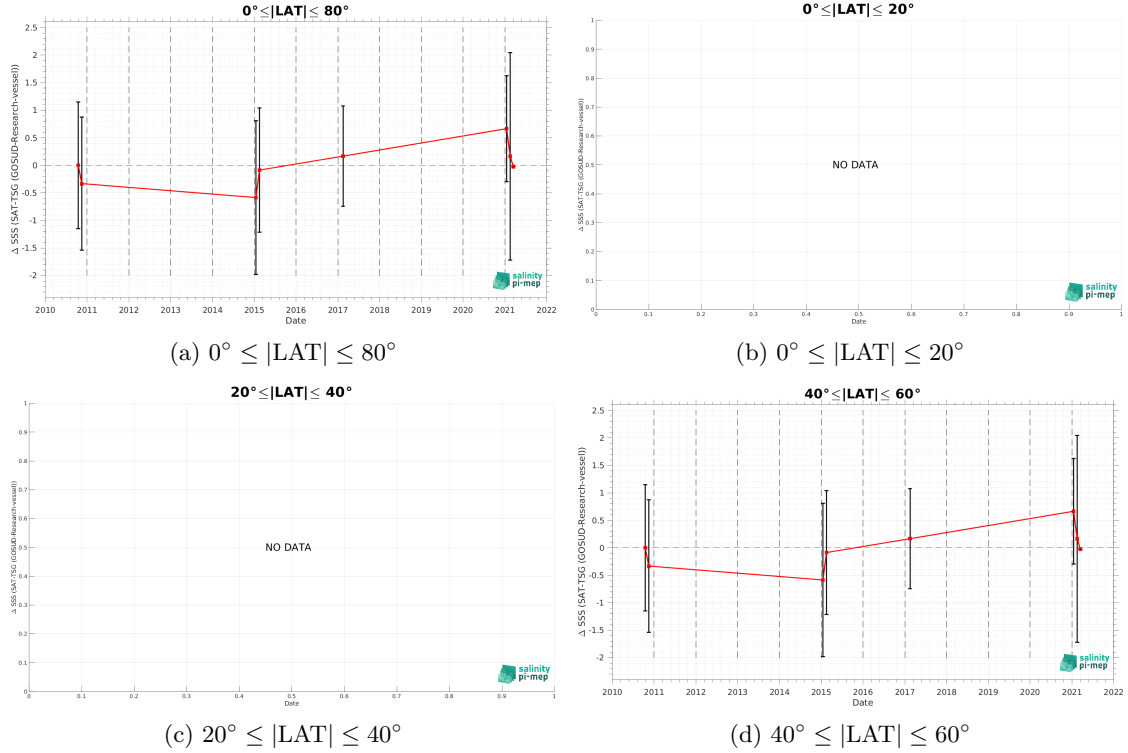 0°≤|LAT|≤ 80°
2.5
2
1.5
1
0.5
0
-0.5
-1
-1.5
-2
Δ SSS (SAT-TSG (GOSUD-Research-vessel))
2010 2011 2012 2013 2014 2015 2016 2017 2018 2019 2020 2021 2022
Date
salinity
pi-mep
(a) 0° ≤ |LAT| ≤ 80°
0°≤|LAT|≤ 20°
1
0.9
0.8
0.7
0.6
0.5
0.4
0.3
0.2
0.1
0
Δ SSS (SAT-TSG (GOSUD-Research-vessel))
NO DATA
0 0.1 0.2 0.3 0.4 0.5 0.6 0.7 0.8 0.9 1
Date
salinity
pi-mep
(b) 0° ≤ |LAT| ≤ 20°
20°≤|LAT|≤ 40°
1
0.9
0.8
0.7
0.6
0.5
0.4
0.3
0.2
0.1
0
Δ SSS (SAT-TSG (GOSUD-Research-vessel))
NO DATA
0 0.1 0.2 0.3 0.4 0.5 0.6 0.7 0.8 0.9 1
Date
salinity
pi-mep
(c) 20° ≤ |LAT| ≤ 40°
40°≤|LAT|≤ 60°
2.5
2
1.5
1
0.5
0
-0.5
-1
-1.5
-2
Δ SSS (SAT-TSG (GOSUD-Research-vessel))
2010 2011 2012 2013 2014 2015 2016 2017 2018 2019 2020 2021 2022
Date
salinity
pi-mep
(d) 40° ≤ |LAT| ≤ 60°